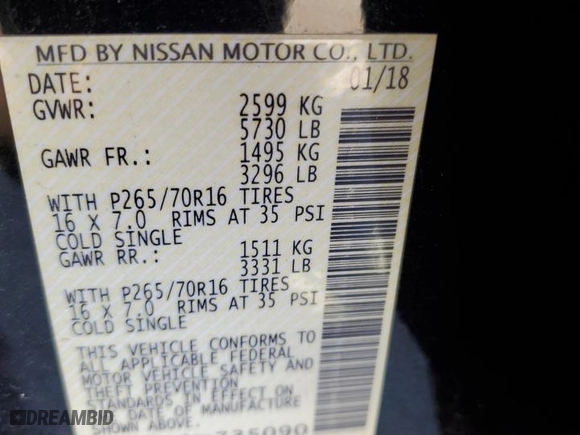 MFD BY NISSAN MOTOR CO., LTD.
DATE: 01/18
GVWR: 2599 KG
5730 LB
GAWR FR.: 1495 KG
3296 LB
WITH P265/70R16 TIRES
16 X 7.0 RIMS AT 35 PSI
COLD SINGLE
GAWR RR.: 1511 KG
3331 LB
WITH P265/70R16 TIRES
16 X 7.0 RIMS AT 35 PSI
COLD SINGLE
THIS VEHICLE CONFORMS TO
ALL APPLICABLE FEDERAL
MOTOR VEHICLE SAFETY AND
THEFT PREVENTION
STANDARDS IN EFFECT ON
THE DATE OF MANUFACTURE
SHOWN ABOVE
735090
DREAMBID